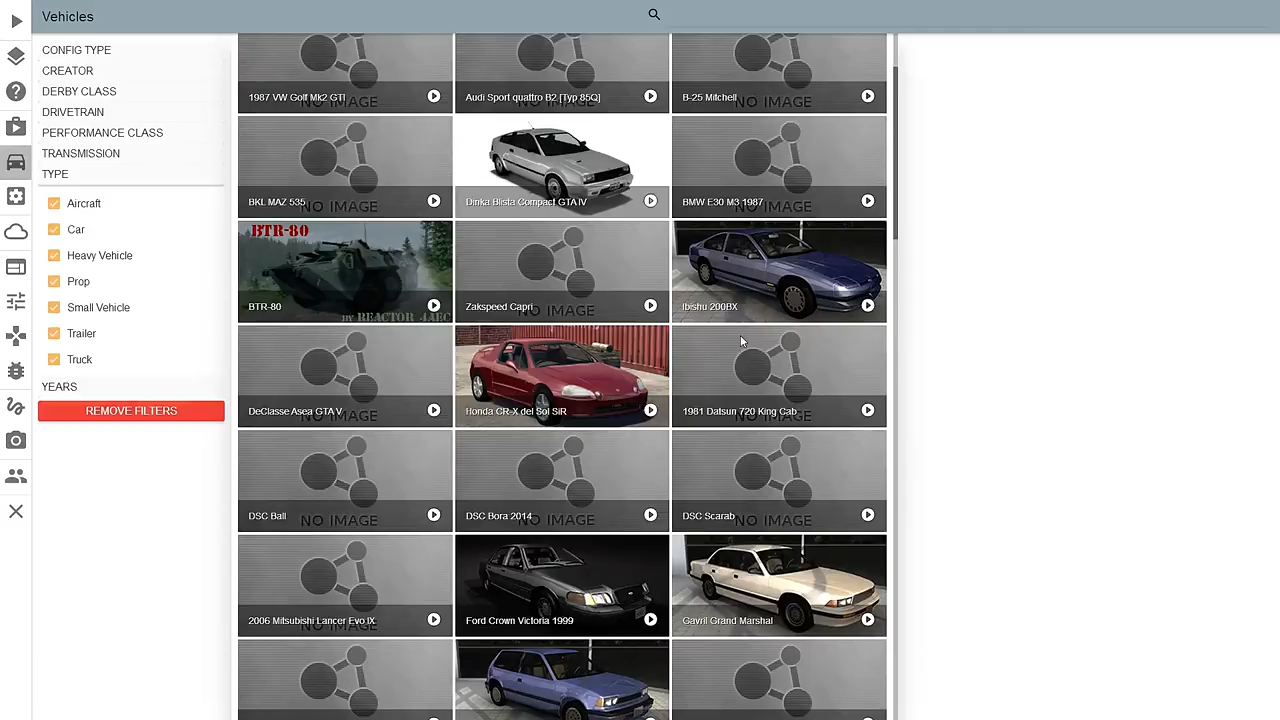 Vehicles
CONFIG TYPE
CREATOR
DERBY CLASS
DRIVETRAIN
PERFORMANCE CLASS
TRANSMISSION
TYPE
Aircraft
Car
Heavy Vehicle
Prop
Small Vehicle
Trailer
Truck
YEARS
REMOVE FILTERS
1987 VW Golf Mk2 GTI
NO IMAGE
Audi Sport quattro B2 [Typ 85Q]
NO IMAGE
B-25 Mitchell
NO IMAGE
BKL MAZ 535
NO IMAGE
Dinka Blista Compact GTA IV
BMW E30 M3 1987
NO IMAGE
BTR-80
BTR-80
BY REACTOR 4AEC
Zakspeed Capri
NO IMAGE
Ibishu 200BX
DeClasse Asea GTA V
NO IMAGE
Honda CR-X del Sol SiR
1981 Datsun 720 King Cab
NO IMAGE
DSC Ball
NO IMAGE
DSC Bora 2014
NO IMAGE
DSC Scarab
NO IMAGE
2006 Mitsubishi Lancer Evo IX
NO IMAGE
Ford Crown Victoria 1999
Gavril Grand Marshal